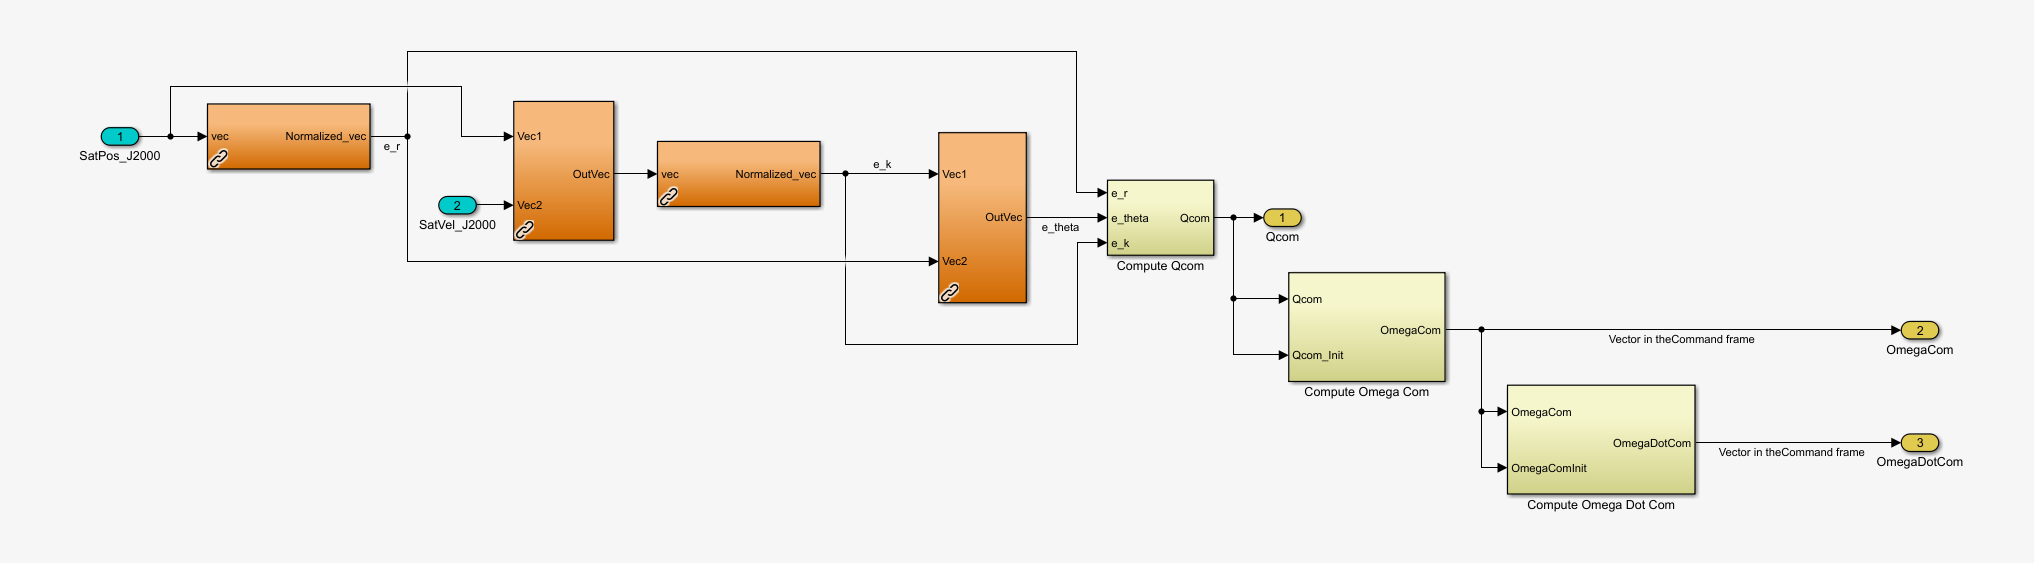 1
SatPos_J2000
vec
Normalized_vec
e_r
2
SatVel_J2000
Vec1
Vec2
OutVec
vec
Normalized_vec
e_k
Vec1
Vec2
OutVec
e_theta
e_r
e_theta
e_k
Qcom
Compute Qcom
1
Qcom
Qcom
Qcom_Init
OmegaCom
Compute Omega Com
Vector in theCommand frame
2
OmegaCom
OmegaCom
OmegaComInit
OmegaDotCom
Compute Omega Dot Com
Vector in theCommand frame
3
OmegaDotCom